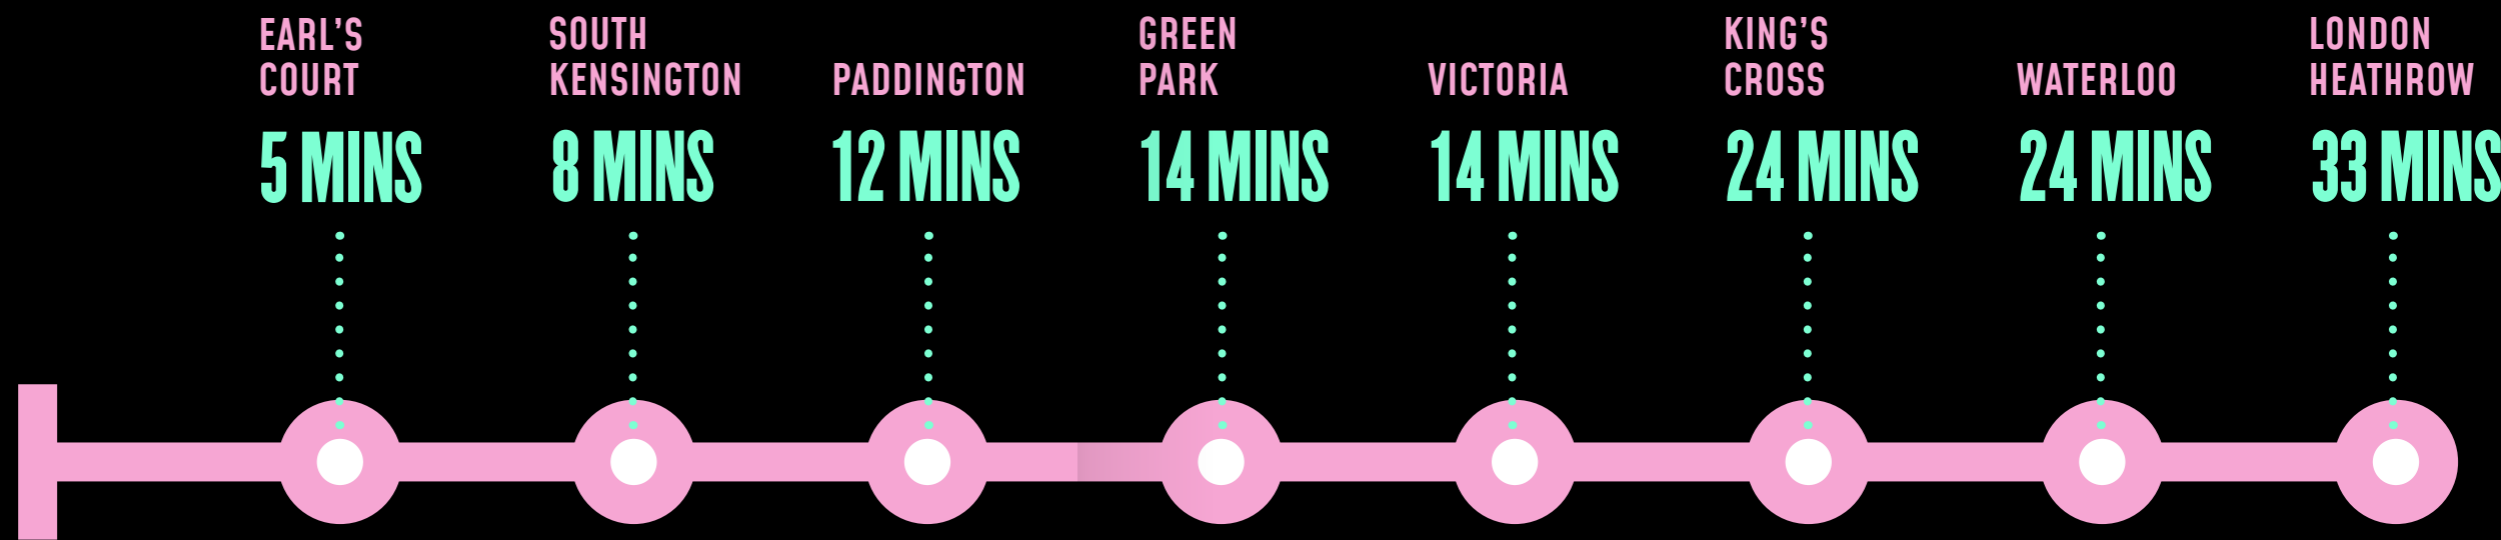 EARL'S
COURT
5 MINS
SOUTH
KENSINGTON
8 MINS
PADDINGTON
12 MINS
GREEN
PARK
14 MINS
VICTORIA
14 MINS
KING'S
CROSS
24 MINS
WATERLOO
24 MINS
LONDON
HEATHROW
33 MINS